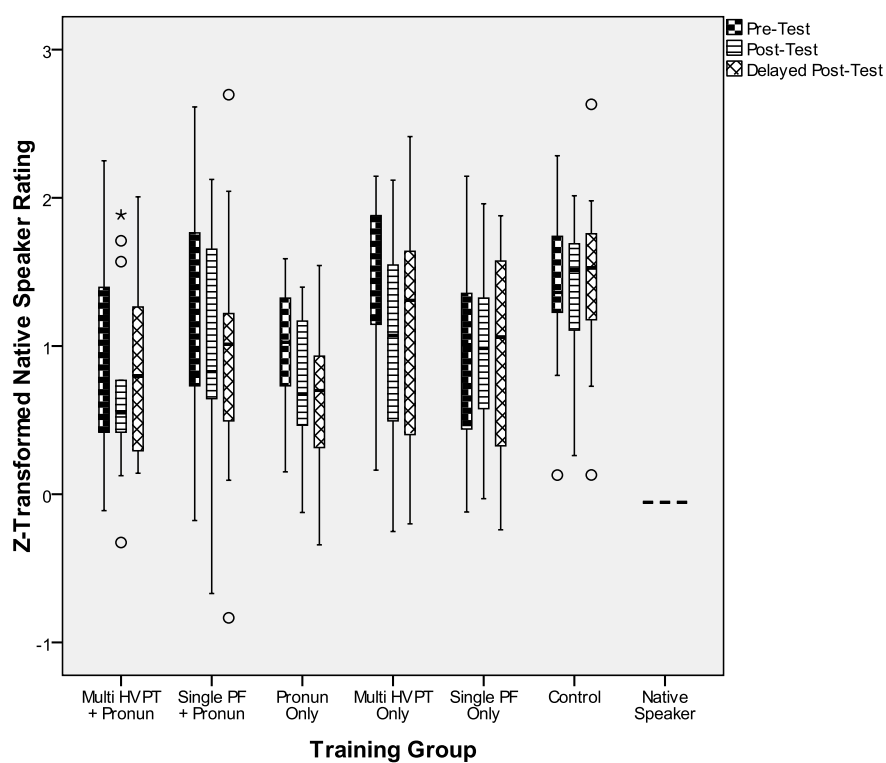 Pre-Test
Post-Test
Delayed Post-Test
Z-Transformed Native Speaker Rating
3
2
1
0
-1
Multi HVPT
+ Pronun
Single PF
+ Pronun
Pronun
Only
Multi HVPT
Only
Single PF
Only
Control
Native
Speaker
Training Group